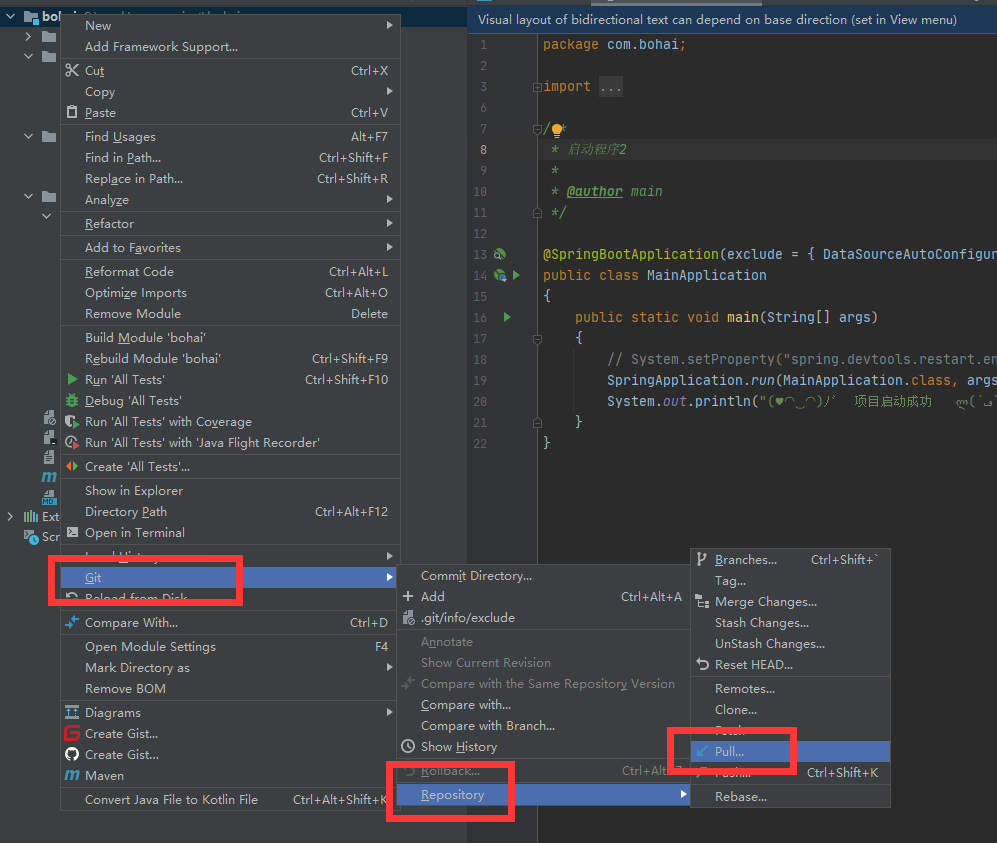 boh
New
Add Framework Support...
Cut Ctrl+X
Copy
Paste Ctrl+V
Find Usages Alt+F7
Find in Path... Ctrl+Shift+F
Replace in Path... Ctrl+Shift+R
Analyze
Refactor
Add to Favorites
Reformat Code Ctrl+Alt+L
Optimize Imports Ctrl+Alt+O
Remove Module Delete
Build Module 'bohai'
Rebuild Module 'bohai' Ctrl+Shift+F9
Run 'All Tests' Ctrl+Shift+F10
Debug 'All Tests'
Run 'All Tests' with Coverage
Run 'All Tests' with 'Java Flight Recorder'
Create 'All Tests'...
Show in Explorer
Directory Path Ctrl+Alt+F12
Open in Terminal
Git
Reload from Disk
Compare With... Ctrl+D
Open Module Settings F4
Mark Directory as
Remove BOM
Diagrams
Create Gist...
Create Gist...
Maven
Convert Java File to Kotlin File Ctrl+Alt+Shift+K
m
MD
Ext
Scr
Commit Directory...
Add Ctrl+Alt+A
.git/info/exclude
Annotate
Show Current Revision
Compare with the Same Repository Version
Compare with...
Compare with Branch...
Show History
Rollback... Ctrl+Alt+Z
Repository
Branches... Ctrl+Shift+`
Tag...
Merge Changes...
Stash Changes...
UnStash Changes...
Reset HEAD...
Remotes...
Clone...
Fetch
Pull...
Push... Ctrl+Shift+K
Rebase...
Visual layout of bidirectional text can depend on base direction (set in View menu)
1 package com.bohai;
2
3 import ...
6
7 /**
8 * 启动程序2
9 *
10 * @author main
11 */
12
13 @SpringBootApplication(exclude = { DataSourceAutoConfigur
14 public class MainApplication
15 {
16 public static void main(String[] args)
17 {
18 // System.setProperty("spring.devtools.restart.en
19 SpringApplication.run(MainApplication.class, args
20 System.out.println("(♥◠‿◠)ノ゙ 项目启动成功 ლ(´ڡ`
21 }
22 }